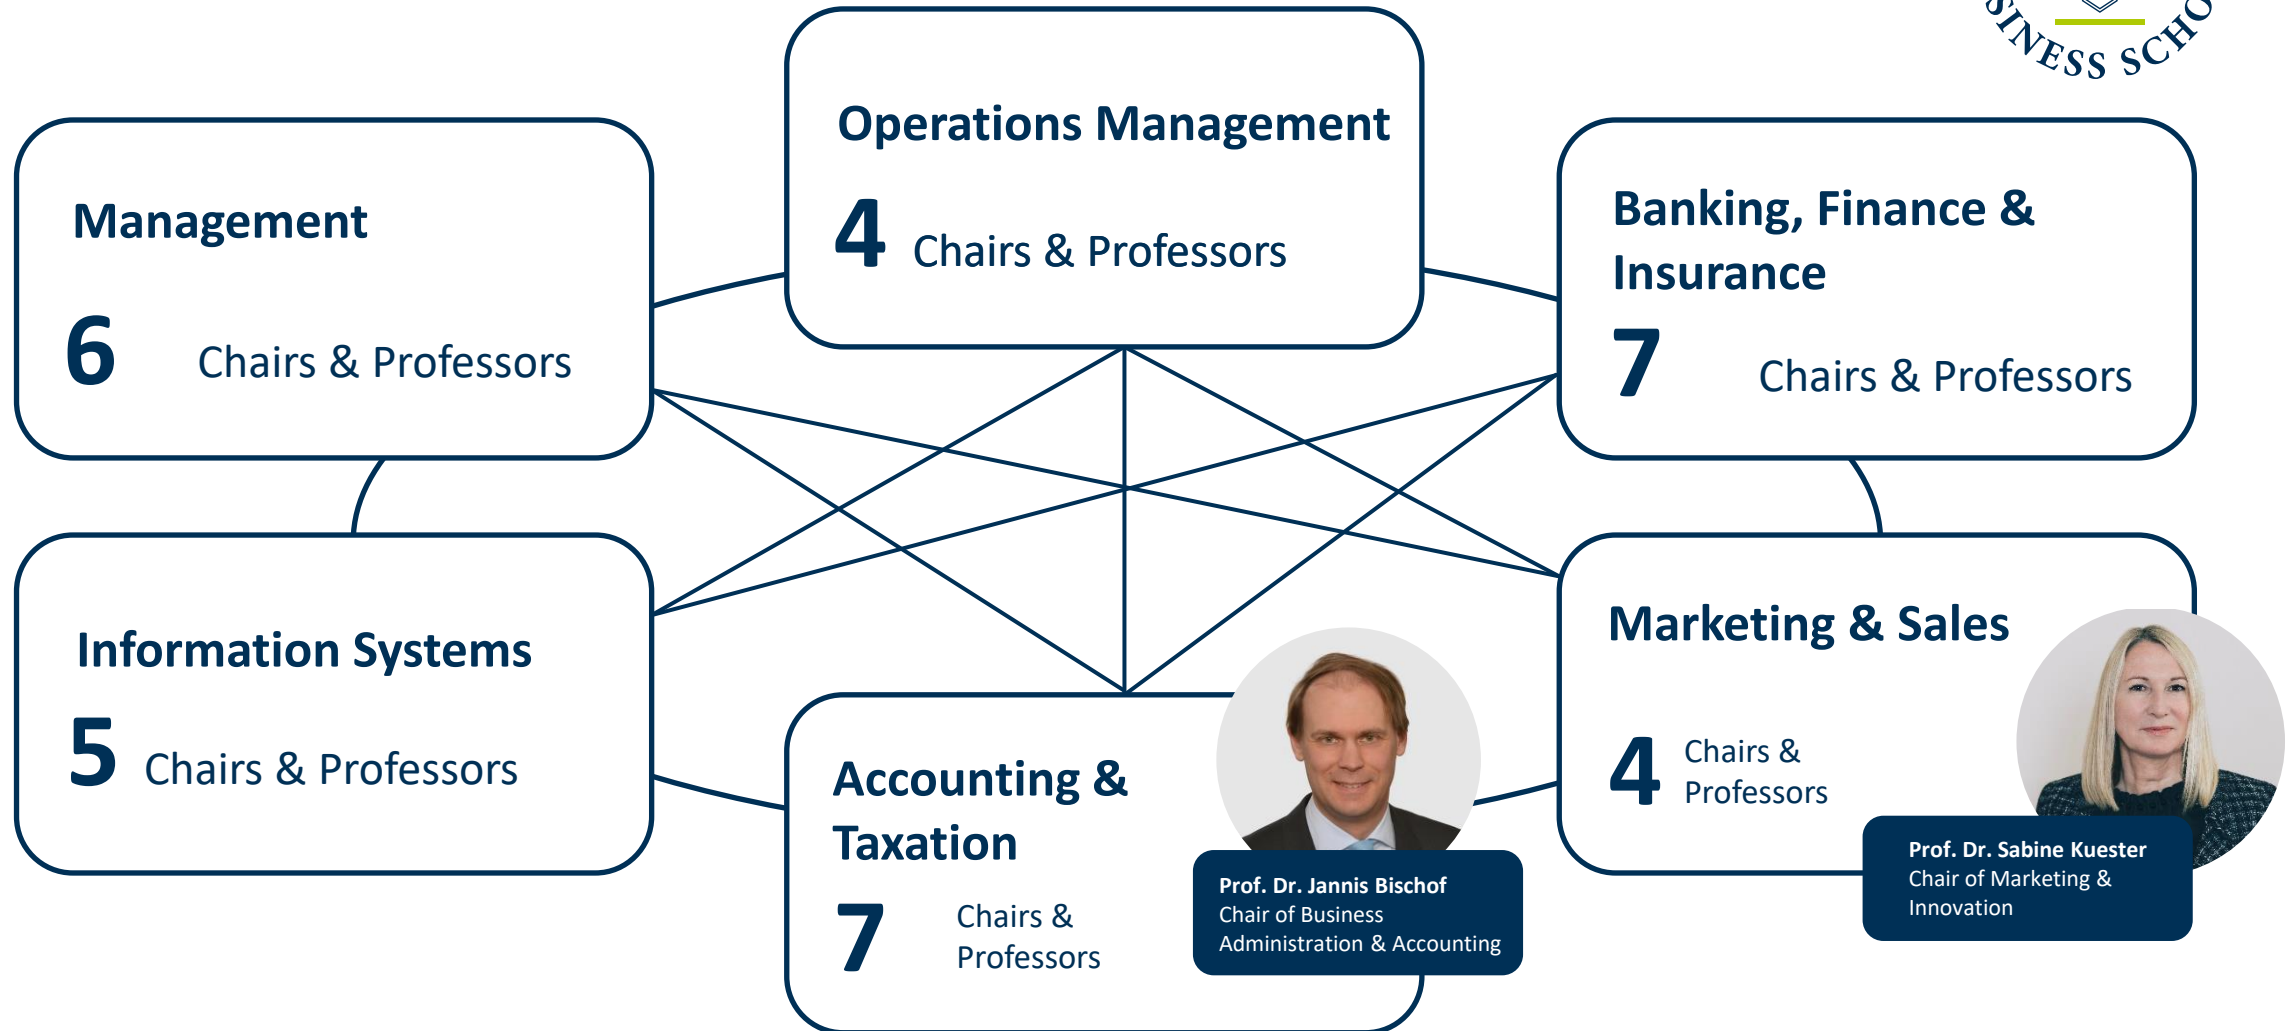 SINESS SCHO
Operations Management
4 Chairs & Professors
Management
6 Chairs & Professors
Banking, Finance &
Insurance
7 Chairs & Professors
Information Systems
5 Chairs & Professors
Accounting &
Taxation
7 Chairs &
Professors
Prof. Dr. Jannis Bischof
Chair of Business
Administration & Accounting
Marketing & Sales
4 Chairs &
Professors
Prof. Dr. Sabine Kuester
Chair of Marketing &
Innovation